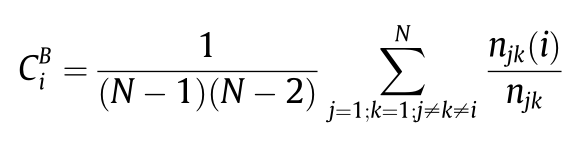 C_i^B = \frac{1}{(N-1)(N-2)} \sum_{j=1;k=1;j \neq k \neq i}^{N} \frac{n_{jk}(i)}{n_{jk}}